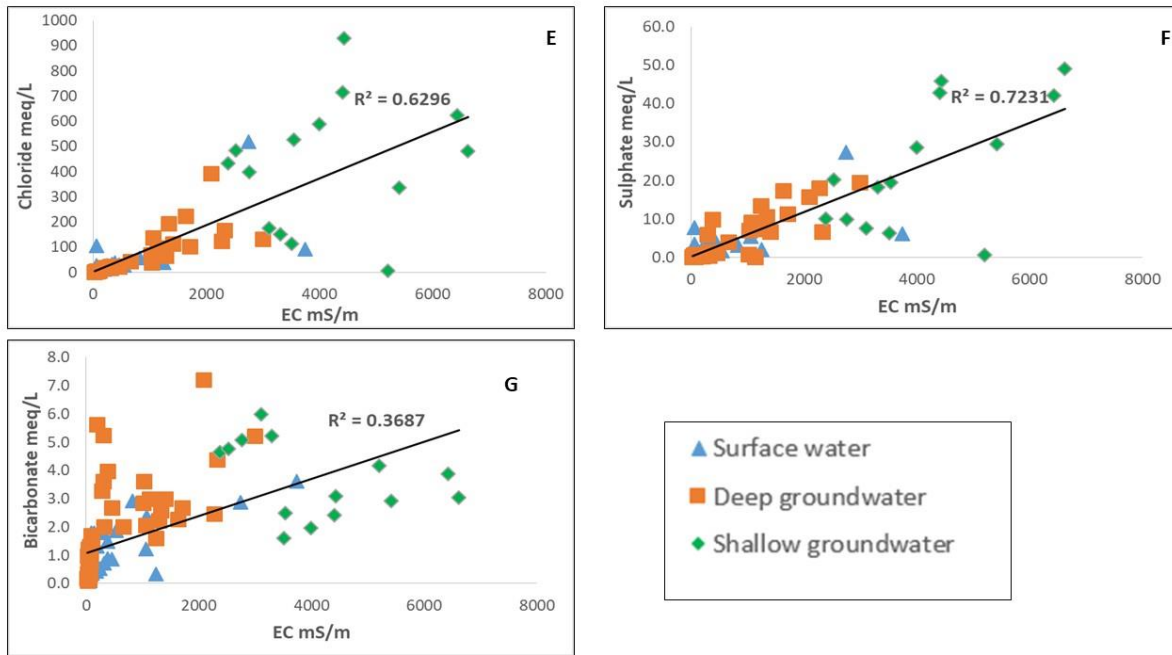 E
Chloride meq/L
1000
900
800
700
600
500
400
300
200
100
0
R² = 0.6296
0 2000 4000 6000 8000
EC mS/m
F
Sulphate meq/L
60.0
50.0
40.0
30.0
20.0
10.0
0.0
R² = 0.7231
0 2000 4000 6000 8000
EC mS/m
G
Bicarbonate meq/L
8.0
7.0
6.0
5.0
4.0
3.0
2.0
1.0
0.0
R² = 0.3687
0 2000 4000 6000 8000
EC mS/m
Surface water
Deep groundwater
Shallow groundwater